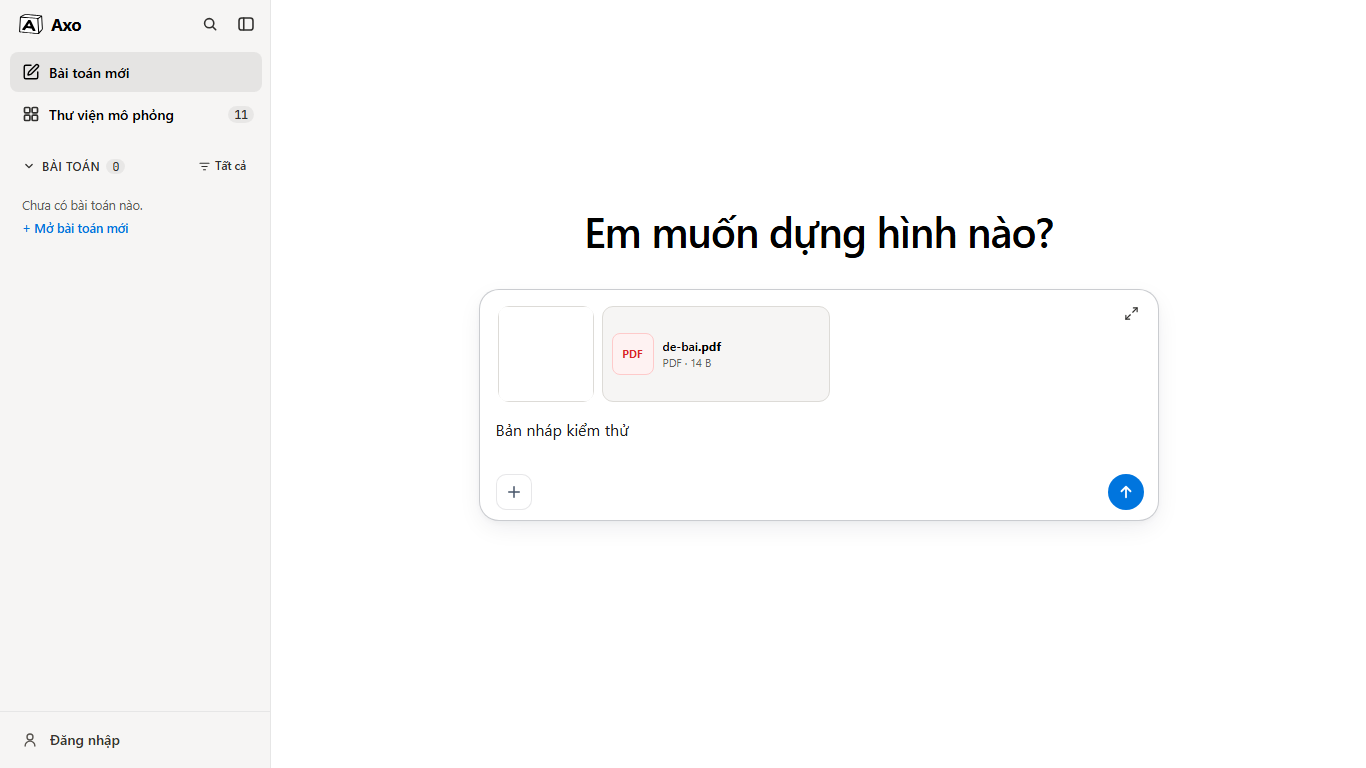 Axo
Bài toán mới
Thư viện mô phỏng 11
BÀI TOÁN 0 Tất cả
Chưa có bài toán nào.
+ Mở bài toán mới
Em muốn dựng hình nào?
PDF
de-bai.pdf
PDF · 14 B
Bản nháp kiểm thử
Đăng nhập